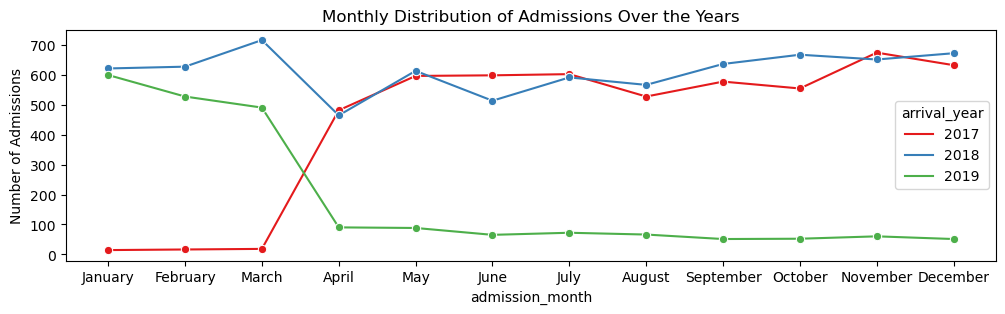 Monthly Distribution of Admissions Over the Years
Number of Admissions
700
600
500
400
300
200
100
0
arrival_year
2017
2018
2019
January February March April May June July August September October November December
admission_month